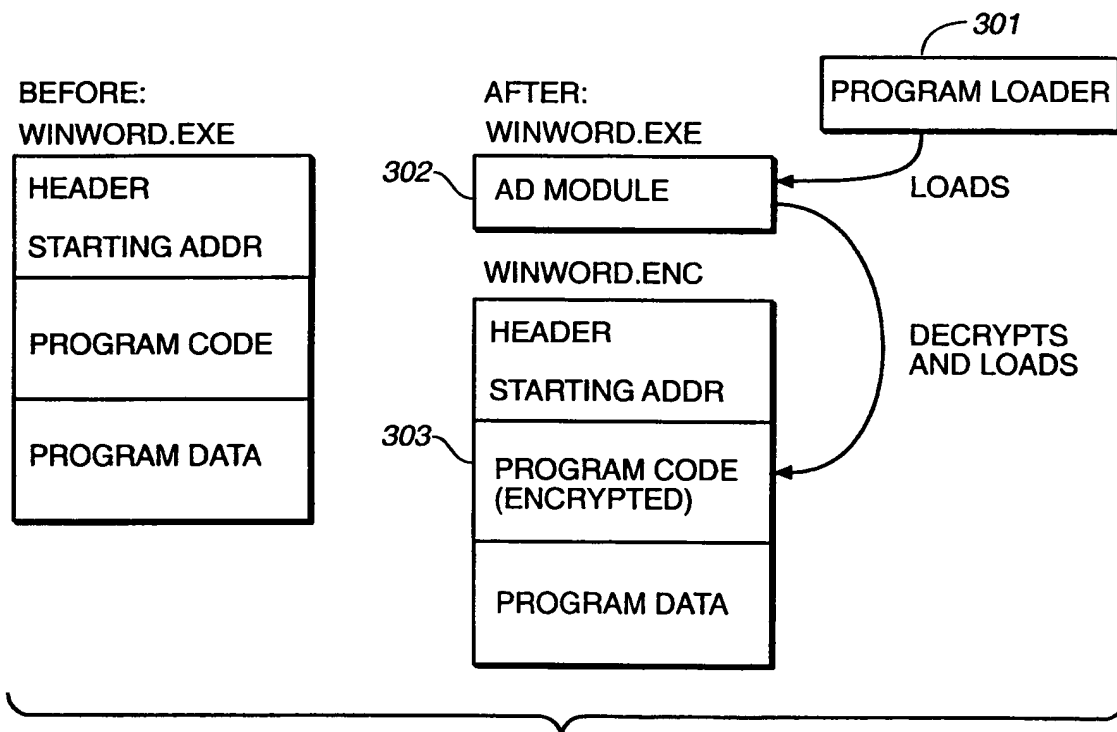 301
PROGRAM LOADER
BEFORE:
WINWORD.EXE
HEADER
STARTING ADDR
PROGRAM CODE
PROGRAM DATA
AFTER:
WINWORD.EXE
302
AD MODULE
LOADS
WINWORD.ENC
HEADER
STARTING ADDR
DECRYPTS
AND LOADS
303
PROGRAM CODE
(ENCRYPTED)
PROGRAM DATA